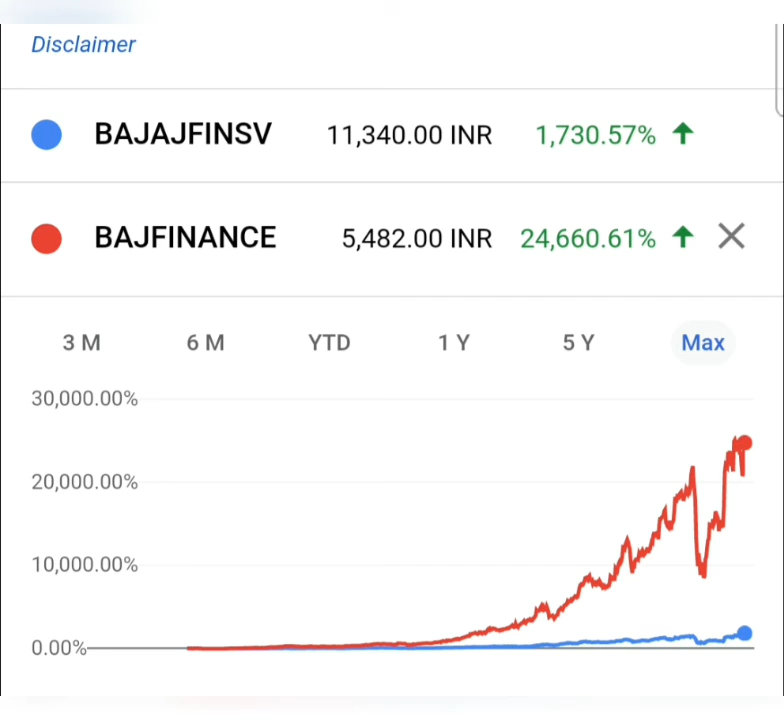 Disclaimer
BAJAJFINSV 11,340.00 INR 1,730.57%
BAJFINANCE 5,482.00 INR 24,660.61%
3 M 6 M YTD 1 Y 5 Y Max
30,000.00%
20,000.00%
10,000.00%
0.00%